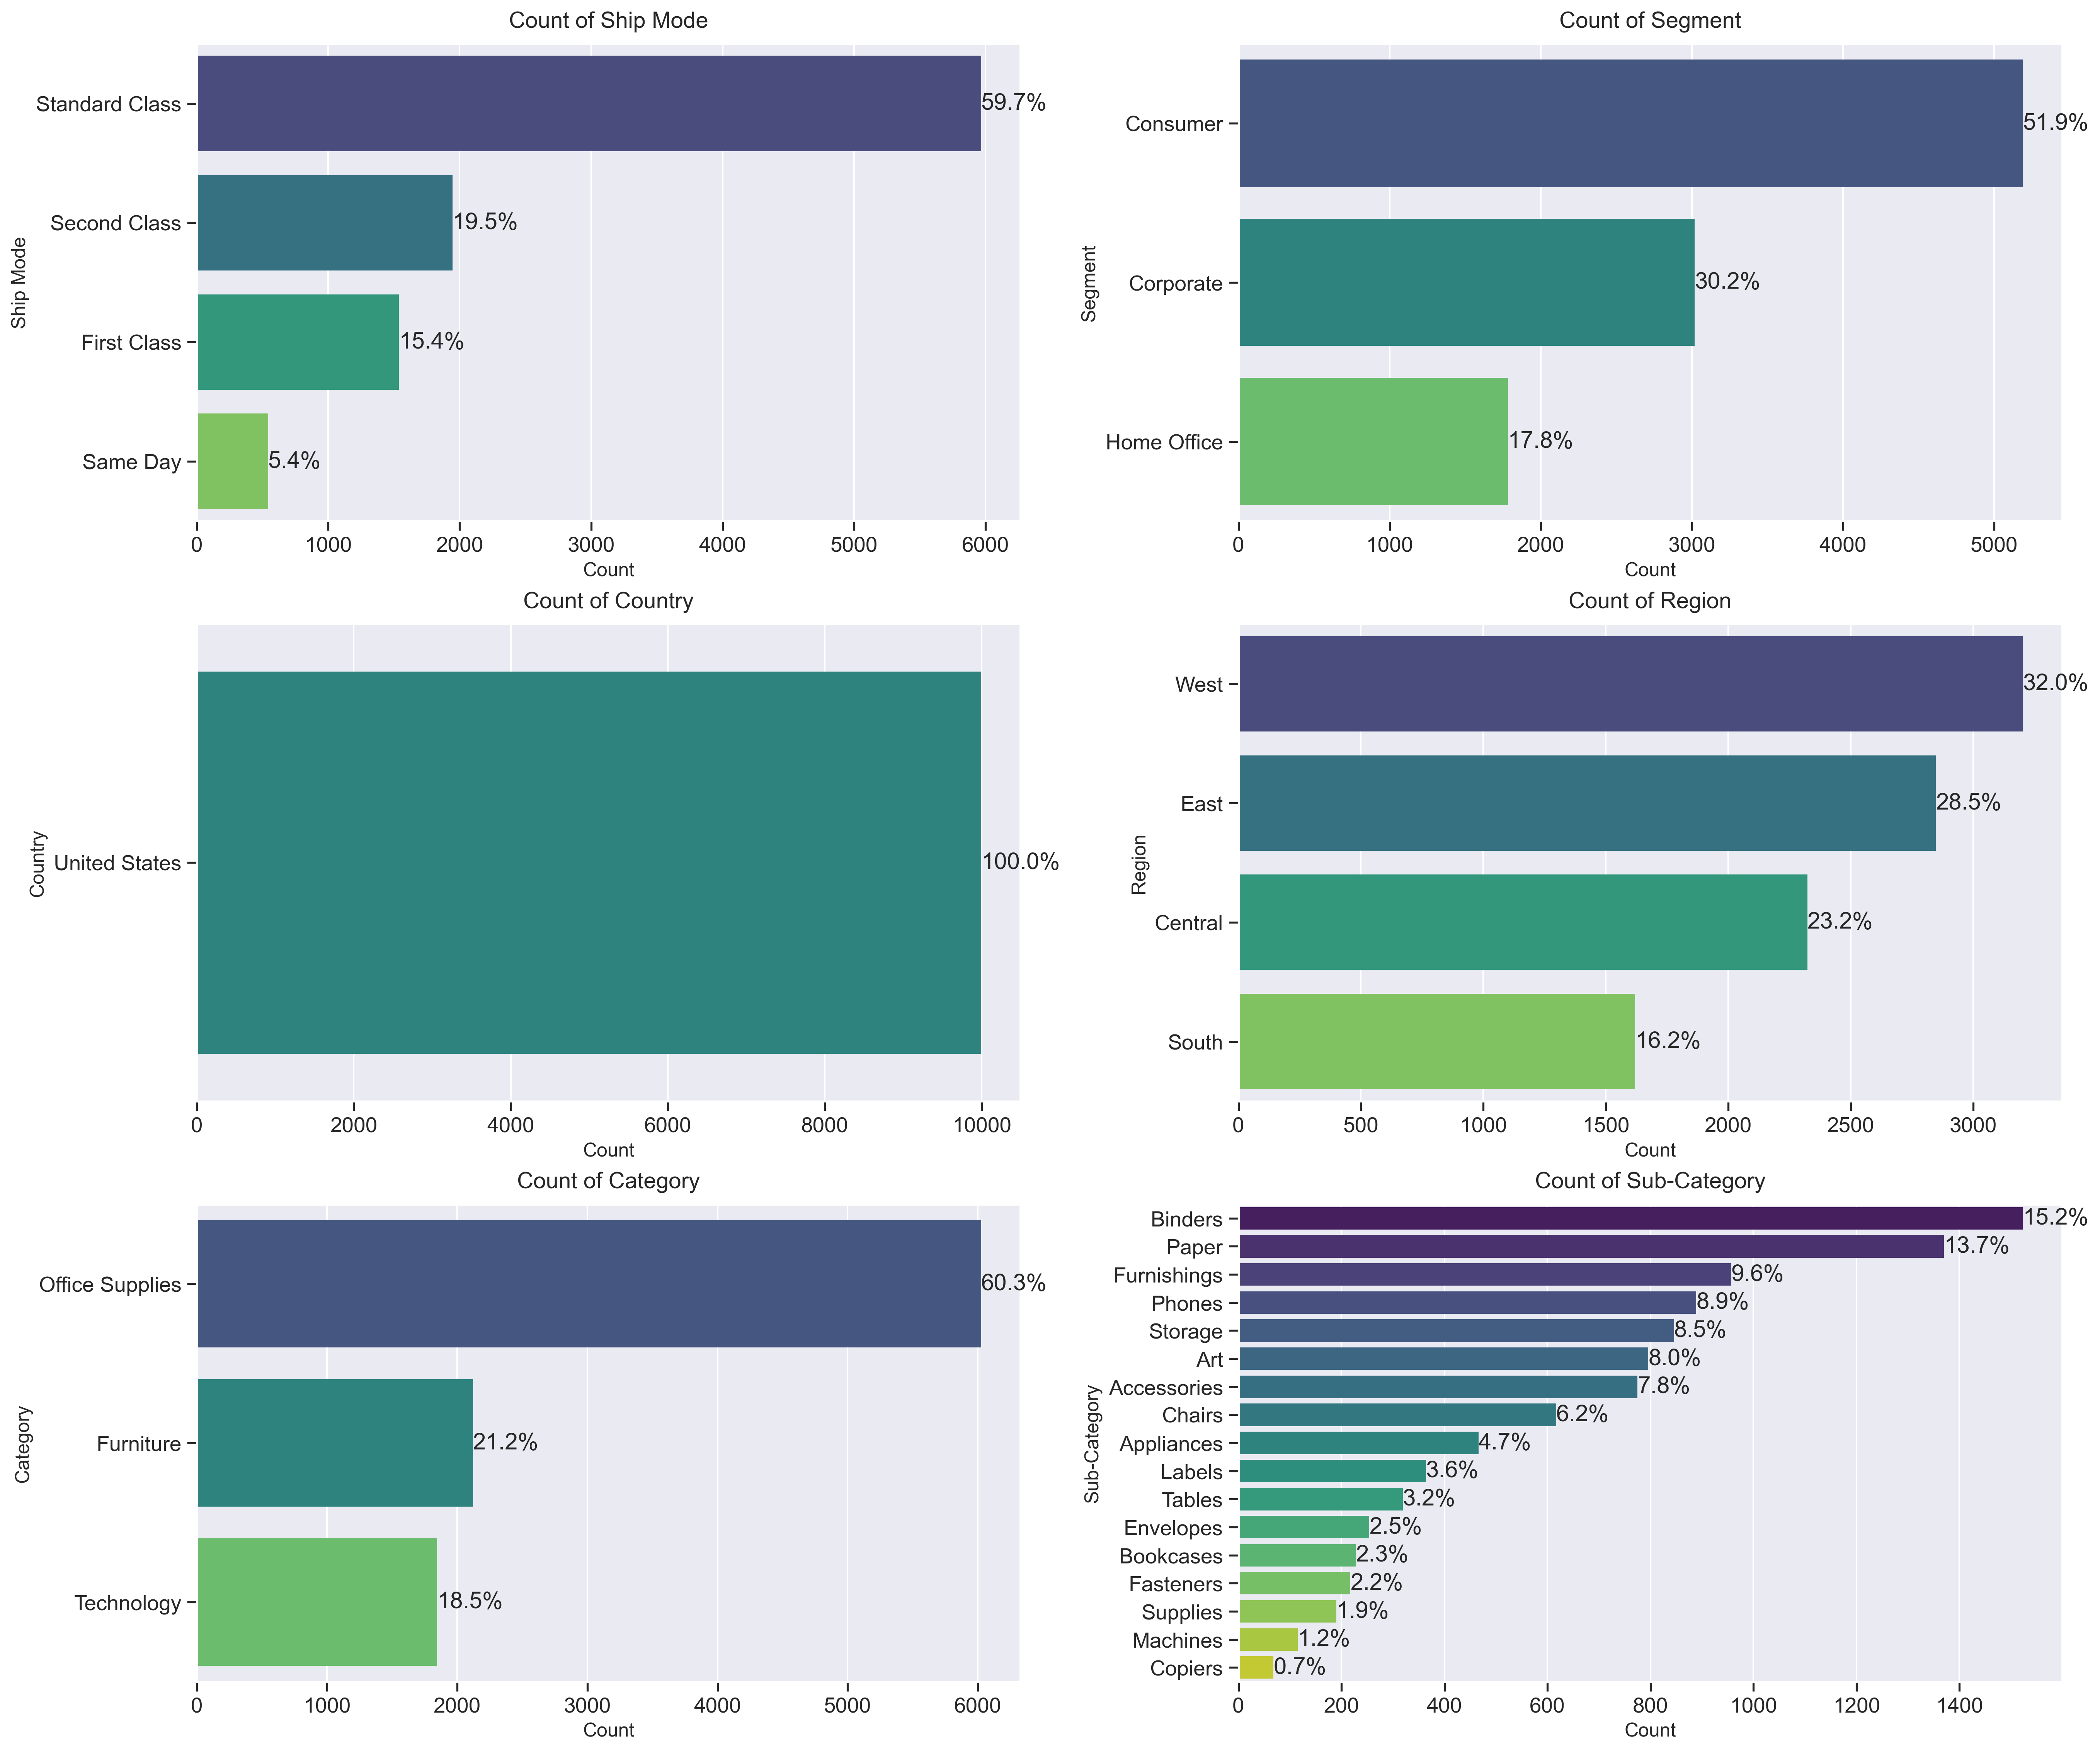 Count of Ship Mode
Standard Class
59.7%
Second Class
19.5%
First Class
15.4%
Same Day
5.4%
Ship Mode
0 1000 2000 3000 4000 5000 6000
Count
Count of Segment
Consumer
51.9%
Corporate
30.2%
Home Office
17.8%
Segment
0 1000 2000 3000 4000 5000
Count
Count of Country
United States
100.0%
Country
0 2000 4000 6000 8000 10000
Count
Count of Region
West
32.0%
East
28.5%
Central
23.2%
South
16.2%
Region
0 500 1000 1500 2000 2500 3000
Count
Count of Category
Office Supplies
60.3%
Furniture
21.2%
Technology
18.5%
Category
0 1000 2000 3000 4000 5000 6000
Count
Count of Sub-Category
Binders
15.2%
Paper
13.7%
Furnishings
9.6%
Phones
8.9%
Storage
8.5%
Art
8.0%
Accessories
7.8%
Chairs
6.2%
Appliances
4.7%
Labels
3.6%
Tables
3.2%
Envelopes
2.5%
Bookcases
2.3%
Fasteners
2.2%
Supplies
1.9%
Machines
1.2%
Copiers
0.7%
Sub-Category
0 200 400 600 800 1000 1200 1400
Count